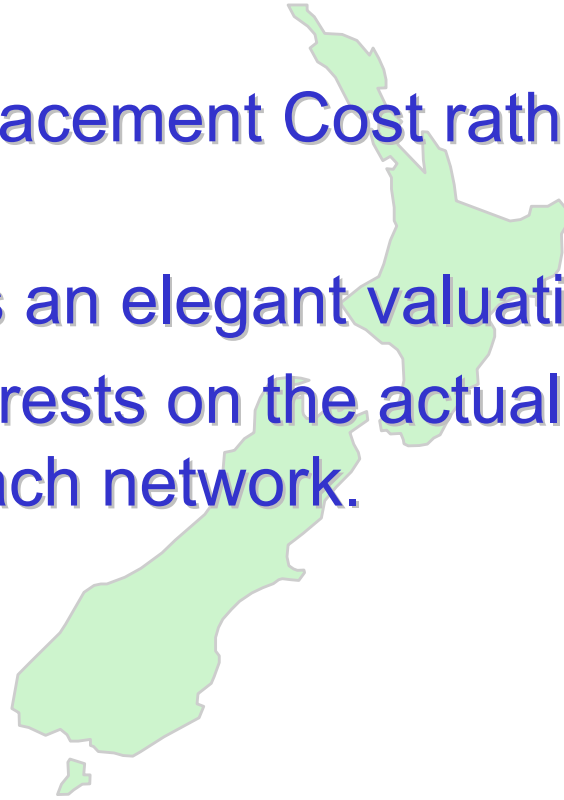 acement Cost rath
s an elegant valuati
rests on the actual
ach network.